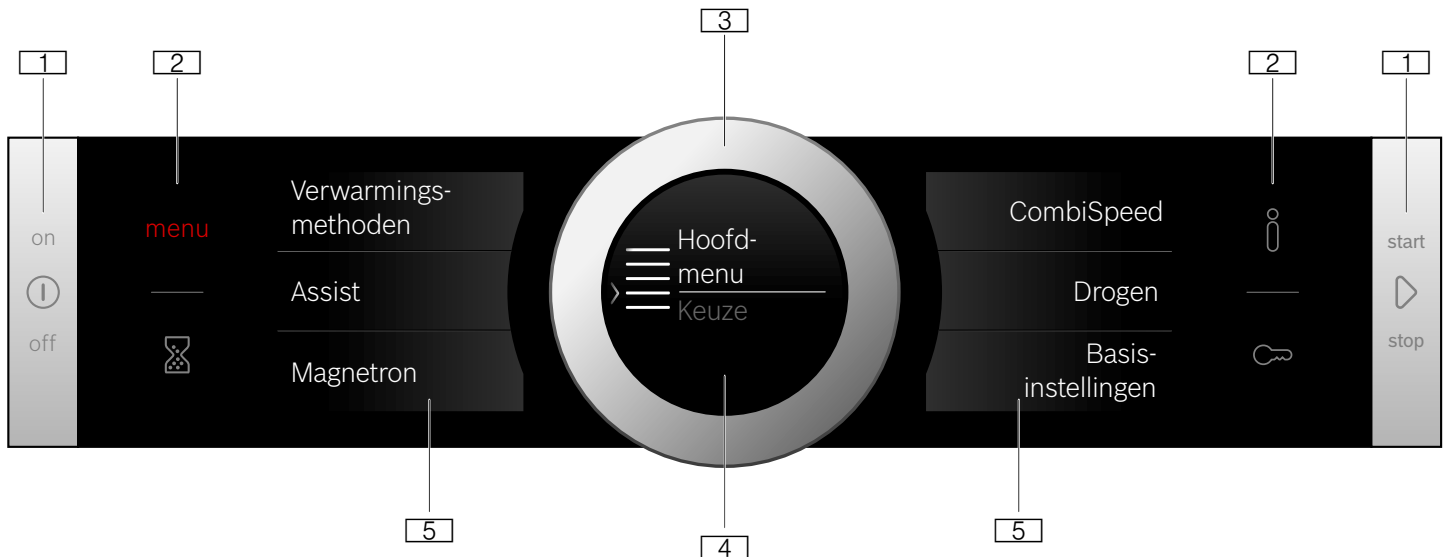 3
1
2
2
1
on
off
menu
Verwarmings-
methoden
Assist
Magnetron
Hoofd-
menu
Keuze
CombiSpeed
Drogen
Basis-
instellingen
start
stop
5
4
5